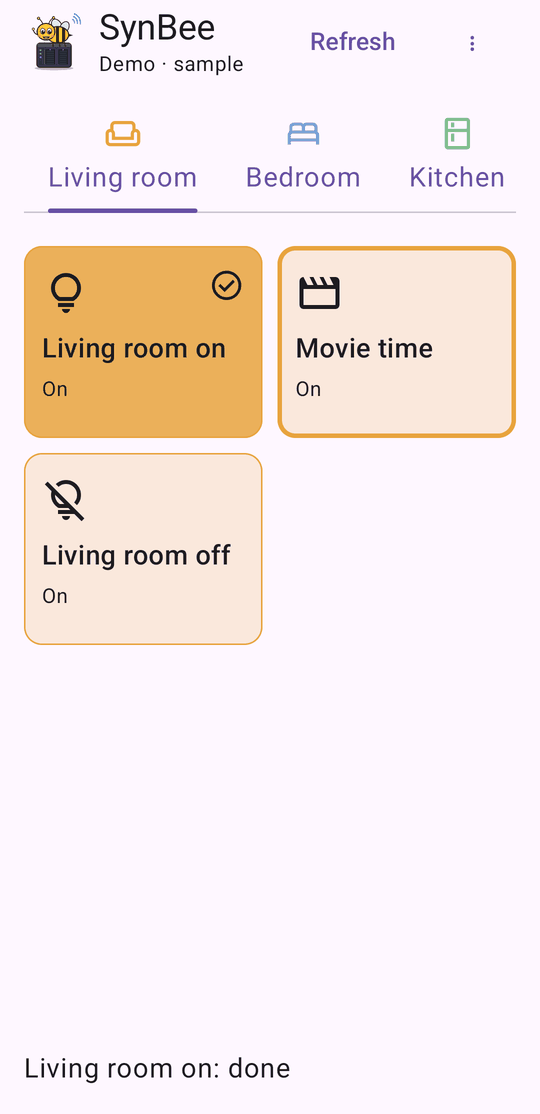 SynBee
Demo · sample
Refresh
Living room
Bedroom
Kitchen
Living room on
On
Movie time
On
Living room off
On
Living room on: done